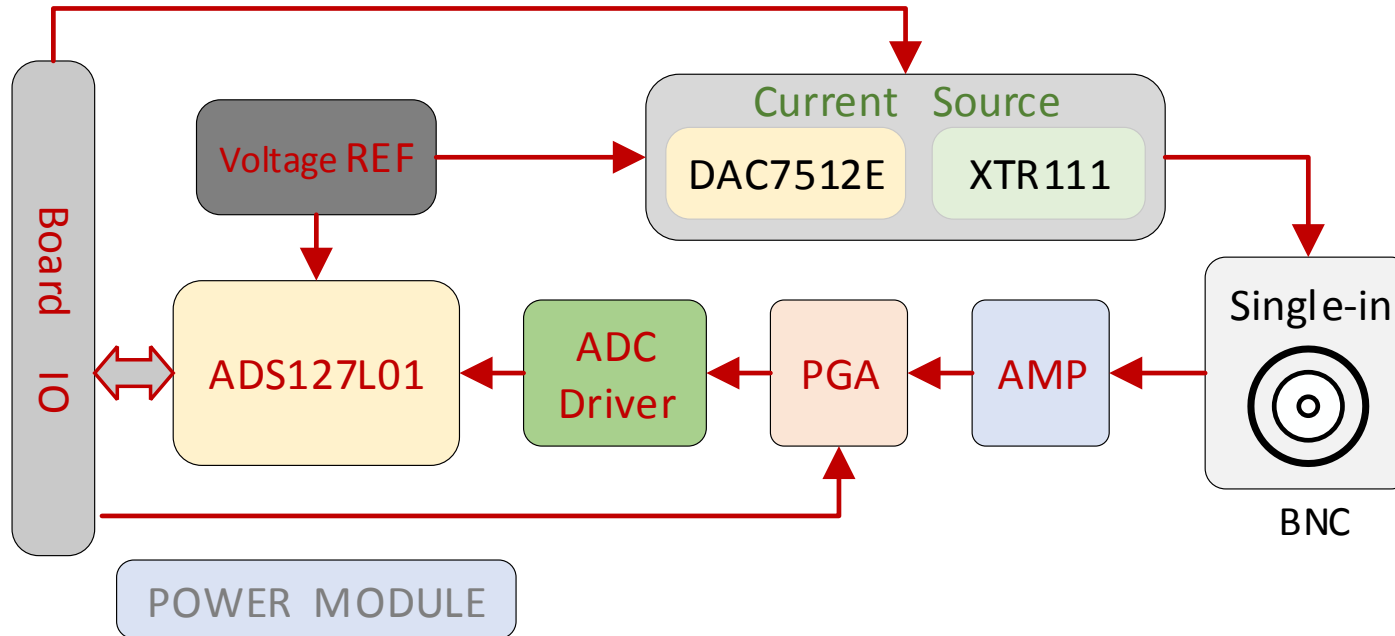 Current Source
Voltage REF
DAC7512E
XTR111
Board IO
Single-in
ADS127L01
ADC
Driver
PGA
AMP
BNC
POWER MODULE